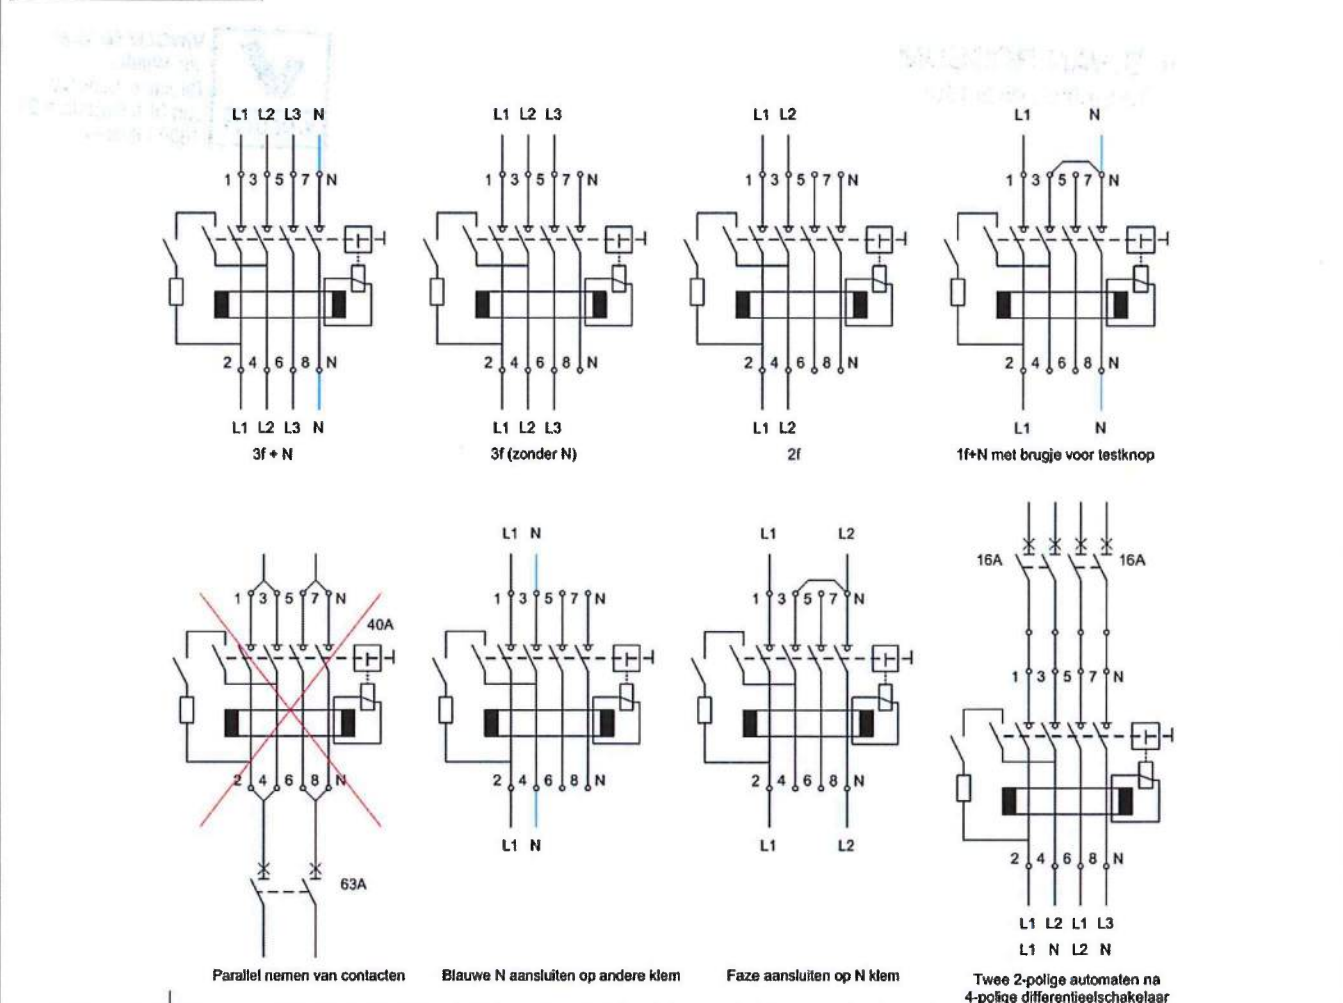 L1 L2 L3 N
1 3 5 7 N
2 4 6 8 N
L1 L2 L3 N
3f + N
L1 L2 L3
1 3 5 7 N
2 4 6 8 N
L1 L2 L3
3f (zonder N)
L1 L2
1 3 5 7 N
2 4 6 8 N
L1 L2
2f
L1 N
1 3 5 7 N
2 4 6 8 N
L1 N
1f+N met brugje voor testknop
1 3 5 7 N
40A
2 4 6 8 N
63A
Parallel nemen van contacten
L1 N
1 3 5 7 N
2 4 6 8 N
L1 N
Blauwe N aansluiten op andere klem
L1 L2
1 3 5 7 N
2 4 6 8 N
L1 L2
Faze aansluiten op N klem
16A 16A
1 3 5 7 N
2 4 6 8 N
L1 L2 L1 L3
L1 N L2 N
Twee 2-polige automaten na
4-polige differentieelschakelaar